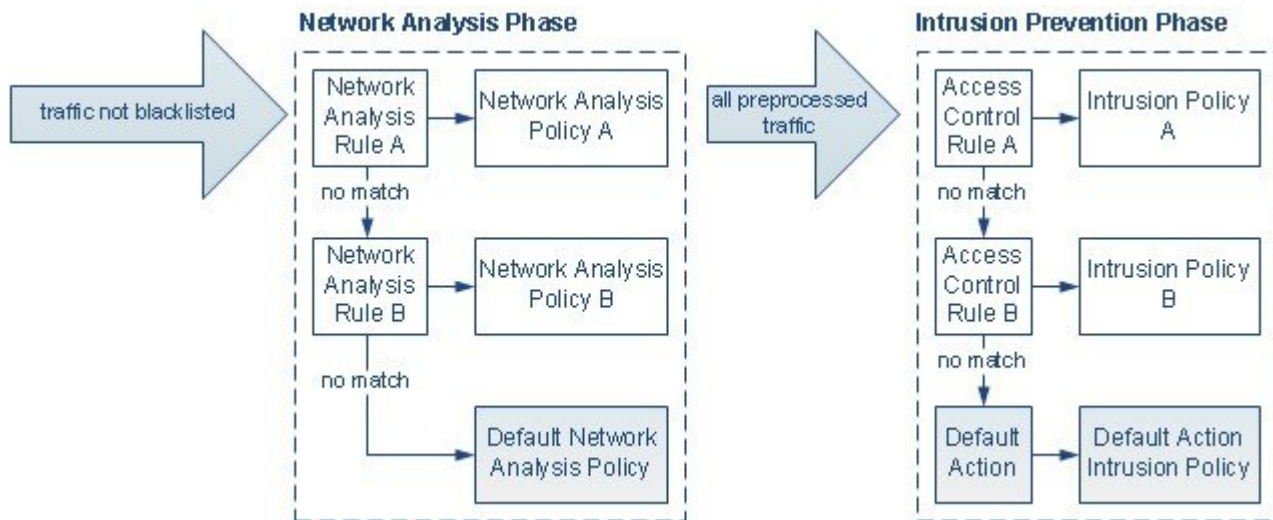 Network Analysis Phase
Intrusion Prevention Phase
traffic not blacklisted
Network
Analysis
Rule A
Network Analysis
Policy A
no match
Network
Analysis
Rule B
Network Analysis
Policy B
no match
Default Network
Analysis Policy
all preprocessed
traffic
Access
Control
Rule A
Intrusion Policy
A
no match
Access
Control
Rule B
Intrusion Policy
B
no match
Default
Action
Default Action
Intrusion Policy